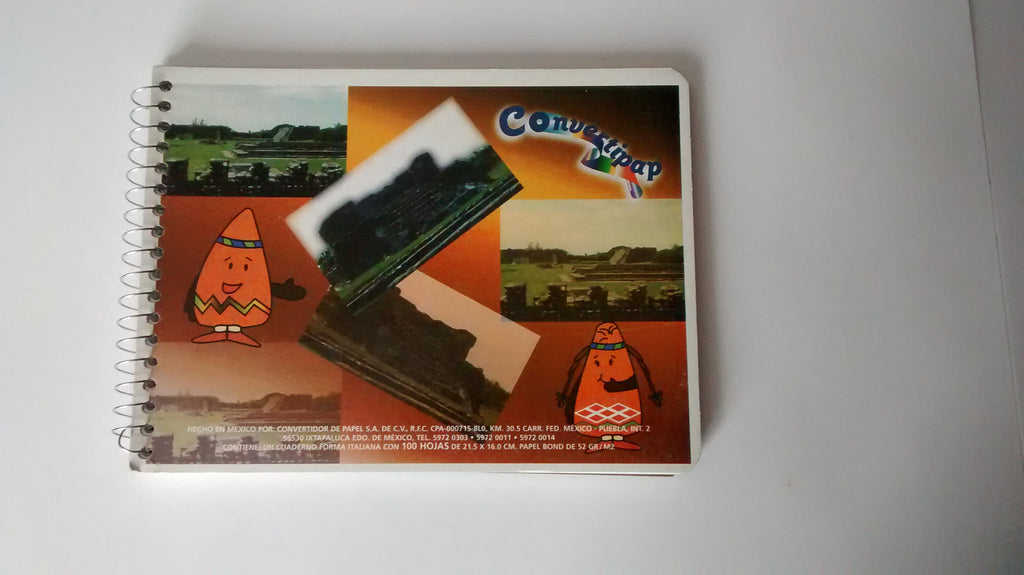 Convertipap
HECHO EN MEXICO POR: CONVERTIDOR DE PAPEL S.A. DE C.V., R.F.C. CPA-000715-8L0, KM. 30.5 CARR. FED. MEXICO - PUEBLA, INT. 2
56530 IXTAPALUCA EDO. DE MÉXICO, TEL. 5972 0303 • 5972 0011 • 5972 0014
CONTIENE: UN CUADERNO FORMA ITALIANA CON 100 HOJAS DE 21.5 X 16.0 CM. PAPEL BOND DE 52 GR/M2